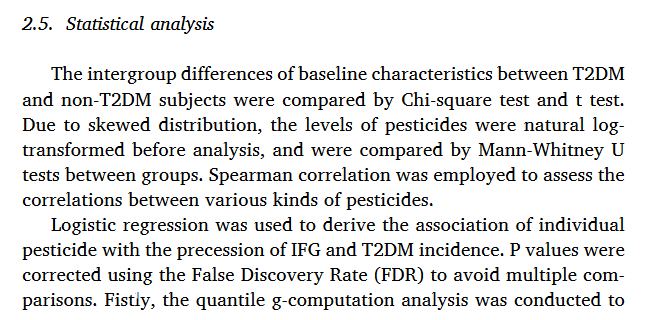 2.5. Statistical analysis
The intergroup differences of baseline characteristics between T2DM
and non-T2DM subjects were compared by Chi-square test and t test.
Due to skewed distribution, the levels of pesticides were natural log-
transformed before analysis, and were compared by Mann-Whitney U
tests between groups. Spearman correlation was employed to assess the
correlations between various kinds of pesticides.
Logistic regression was used to derive the association of individual
pesticide with the precession of IFG and T2DM incidence. P values were
corrected using the False Discovery Rate (FDR) to avoid multiple com-
parisons. Fistly, the quantile g-computation analysis was conducted to